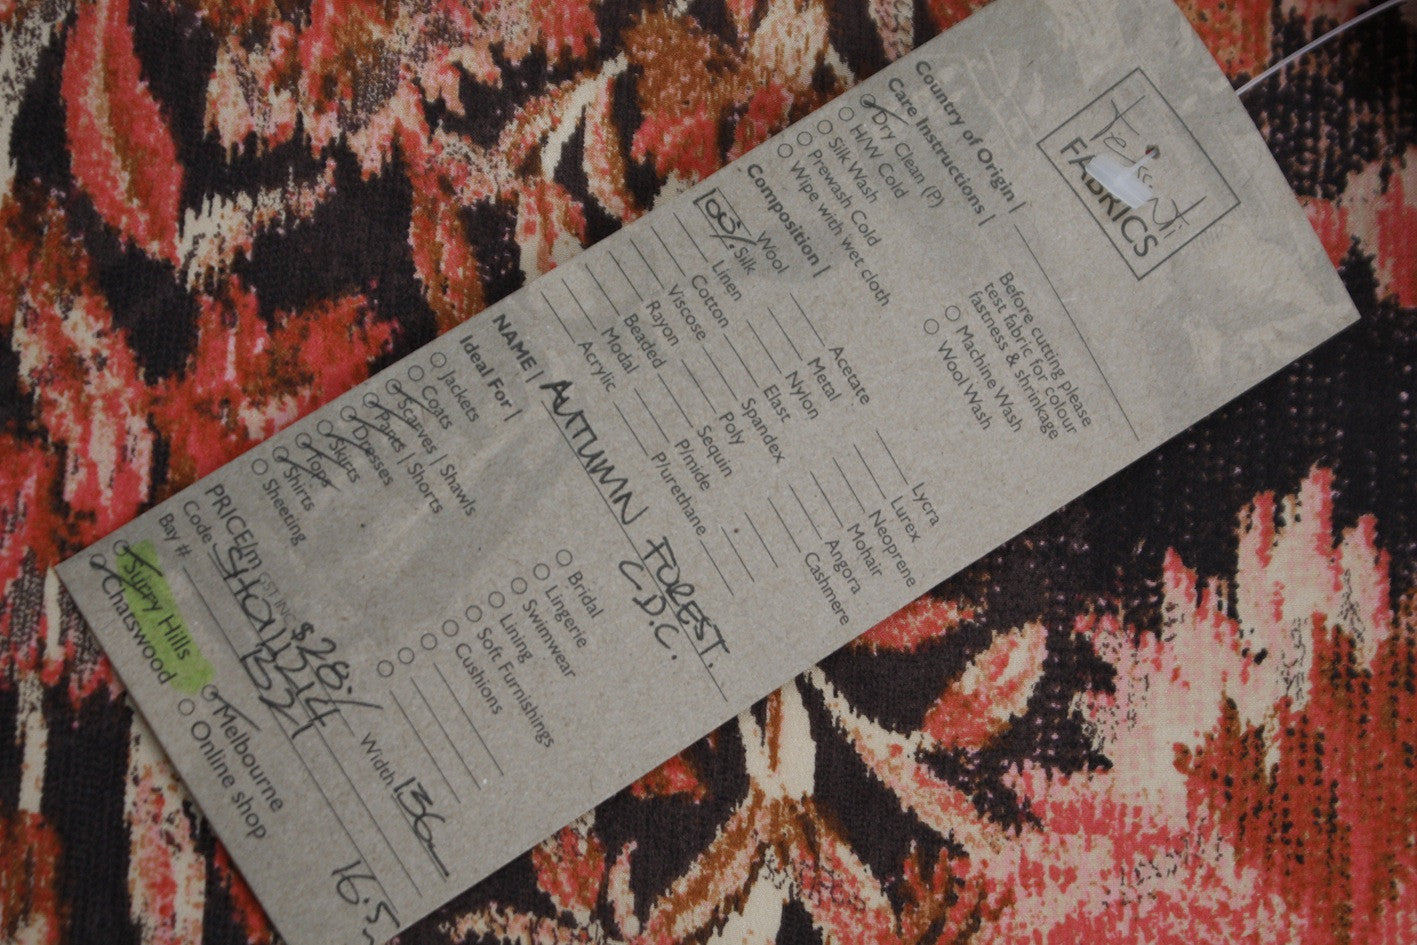 FABRICS
Country of Origin |
Care Instructions |
Dry Clean (P)
H/W Cold
Silk Wash
Prewash Cold
Wipe with wet cloth
Before cutting please
test fabric for colour
fastness & shrinkage
Machine Wash
Wool Wash
Composition |
Wool
100% Silk
Linen
Cotton
Viscose
Rayon
Beaded
Modal
Acrylic
Acetate
Metal
Nylon
Elast
Spandex
Poly
Sequin
P/mide
P/urethane
Lycra
Lurex
Neoprene
Mohair
Angora
Cashmere
NAME | AUTUMN FOREST.
C.D.C.
Ideal For |
Jackets
Coats
Scarves | Shawls
Pants | Shorts
Dresses
Skirts
Tops
Shirts
Sheeting
Bridal
Lingerie
Swimwear
Lining
Soft Furnishings
Cushions
PRICE/m $28.
Width 136
Code
Bay #
16.5
Surry Hills
Chatswood
Melbourne
Online shop